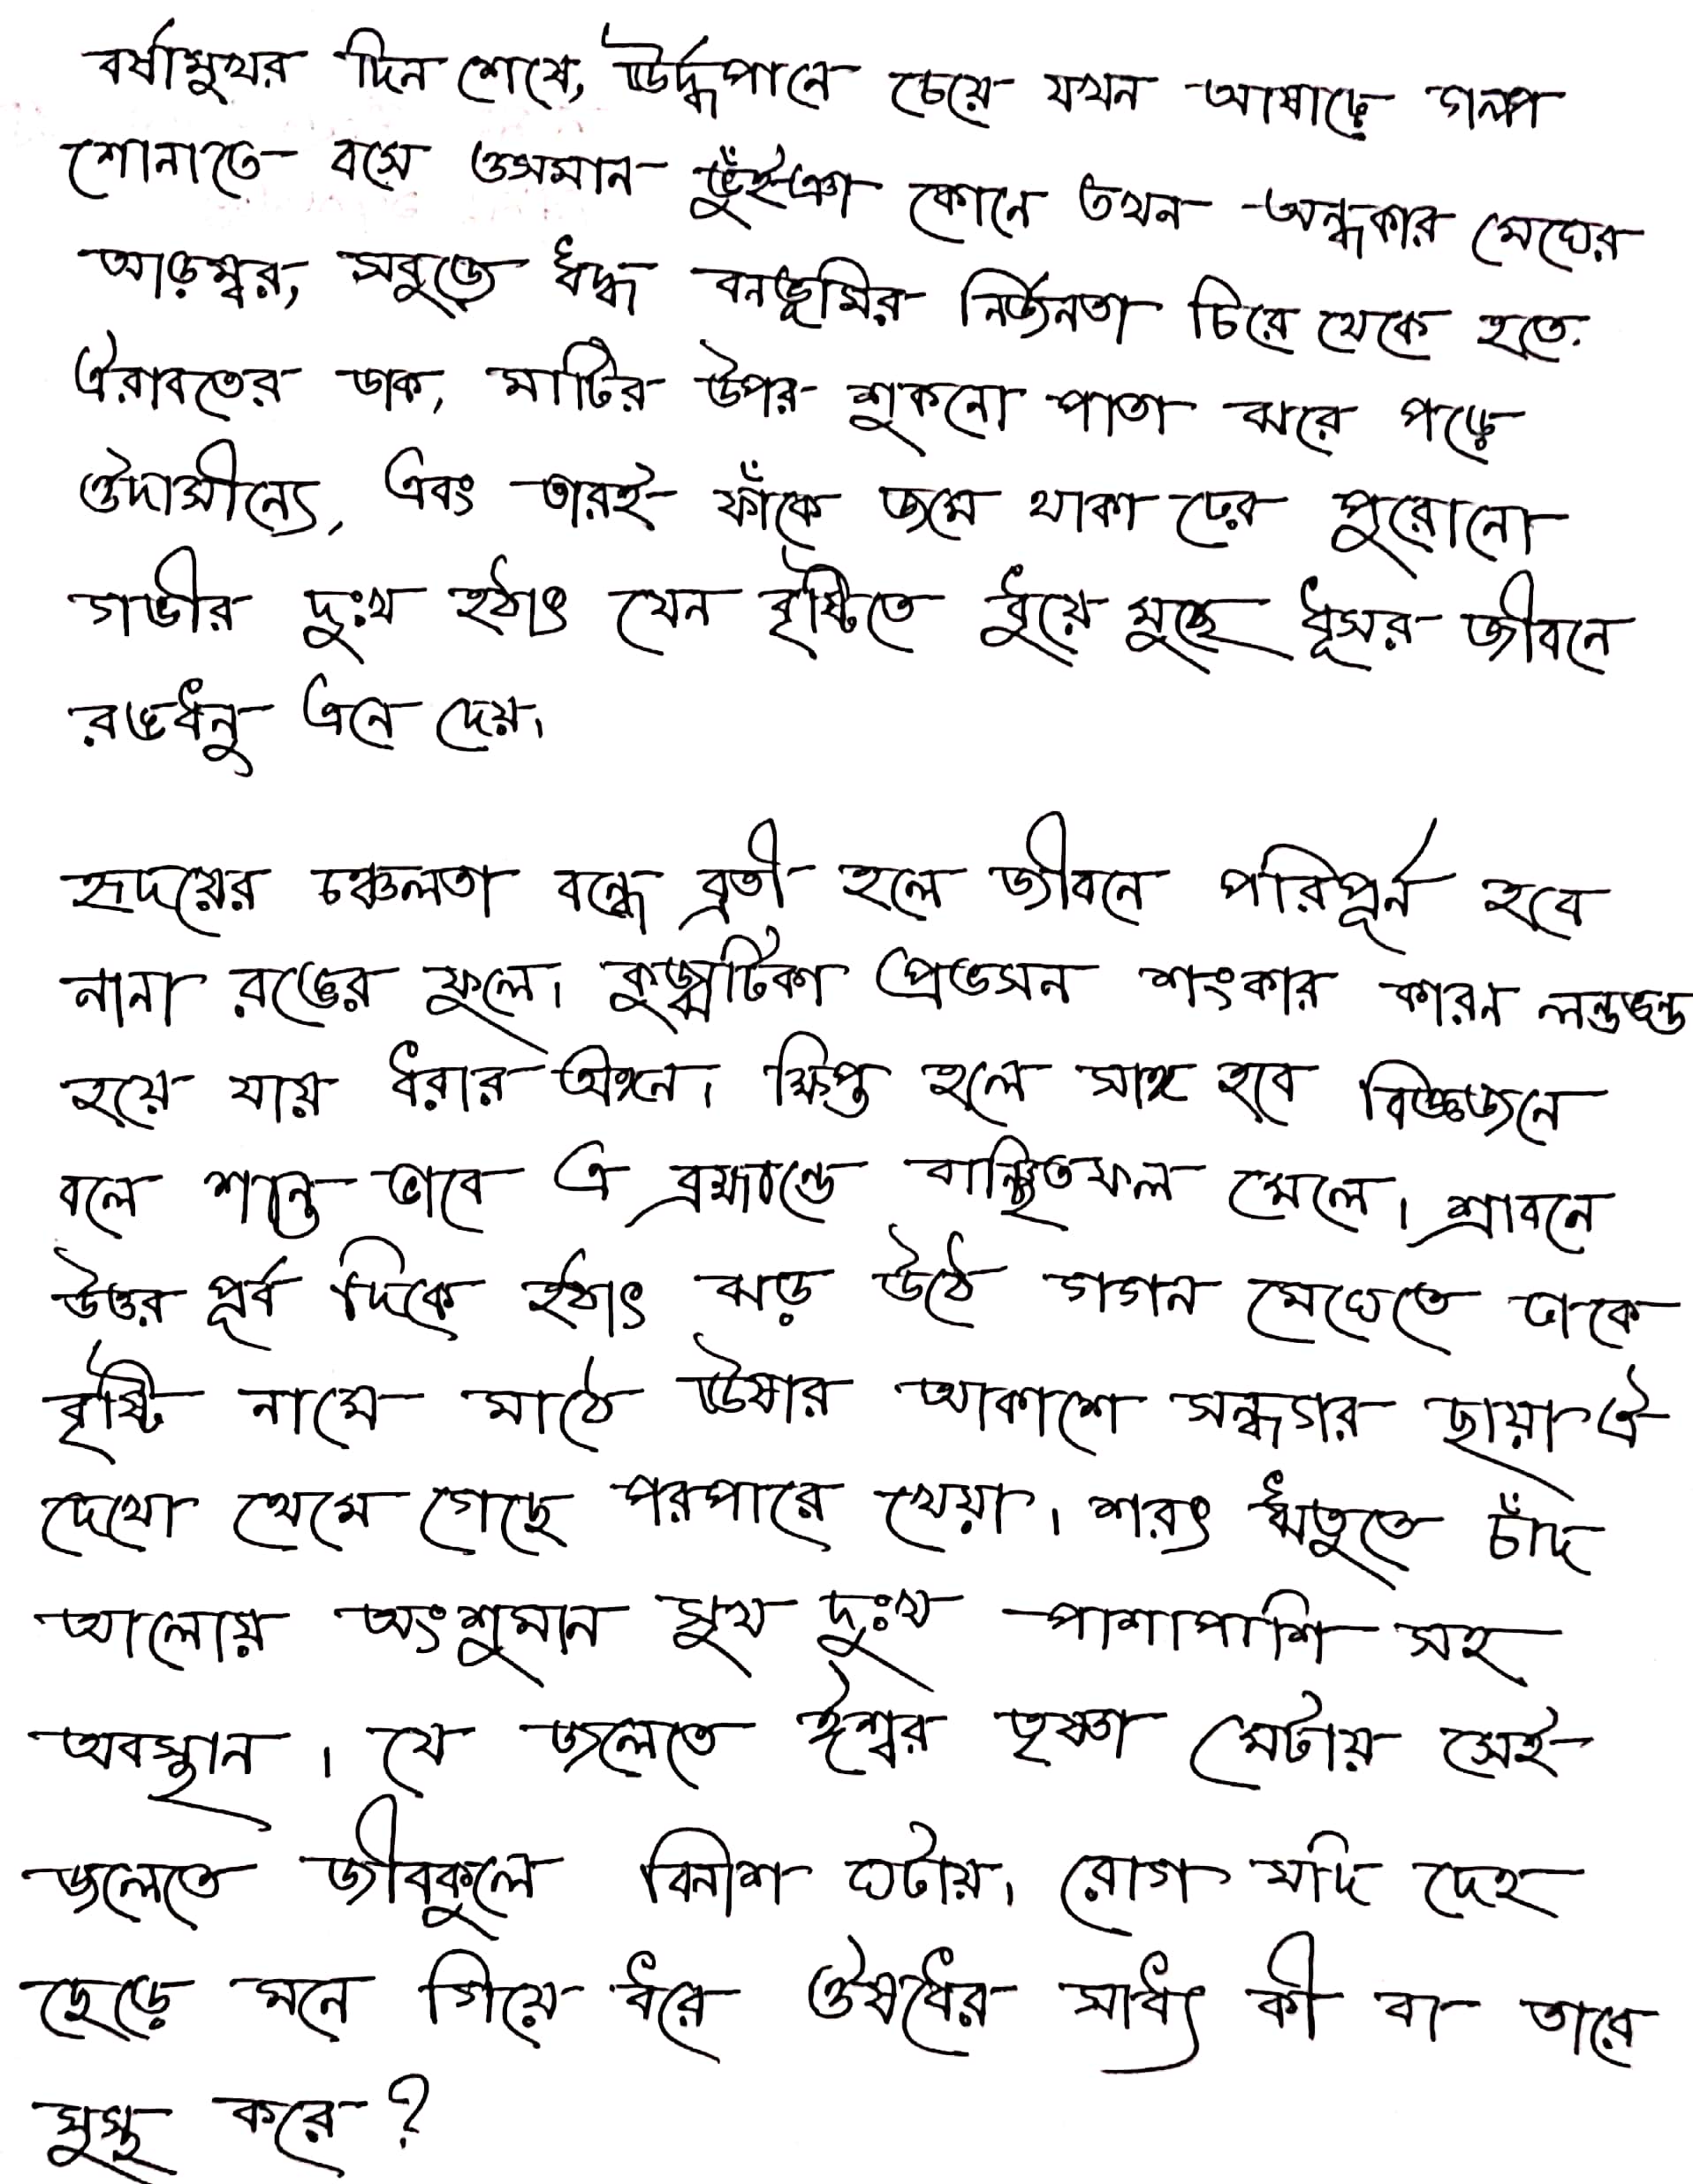 বর্ষামুখর দিন শেষে, ঊর্দ্ধপানে চেয়ে যখন আষাঢ়ে গল্প
শোনাতে বসে ওসমান ভুঁইঞা কোনে তখন অন্ধকার মেঘের
আড়ম্বর, সবুজে ঋদ্ধ বনভূমির নির্জনতা চিরে থেকে হতে
ঐরাবতের ডাক, মাটির উপর শুকনো পাতা ঝরে পড়ে
ঔদাসীন্যে, এবং তারই ফাঁকে জমে থাকা ঢের পুরোনো
গভীর দুঃখ হঠাৎ যেন বৃষ্টিতে ধুয়ে মুছে ধূসর জীবনে
রঙধনু এনে দেয়।
হৃদয়ের চঞ্চলতা বন্ধে ব্রতী হলে জীবনে পরিপূর্ন হবে
নানা রঙের ফুলে। কুজ্ঝটিকা প্রভসন শংকার কারন লন্ডভন্ড
হয়ে যায় ধরার অঙ্গন। ক্ষিপ্ত হলে সাঙ্গ হবে বিজ্ঞজনে
বলে শান্ত ভাবে এ ব্রহ্মাণ্ডে বাঞ্ছিতফল মেলে। শ্রাবনে
উত্তর পূর্ব দিকে হঠাৎ ঝড় উঠে গগন মেঘেতে ঢাকে
বৃষ্টি নামে মাঠে ঊষার আকাশে সন্ধ্যার ছায়া ঐ
দেখো থেমে গেছে পরপারে খেয়া। শরৎ ঋতুতে চাঁদ
আলোয় অংশুমান সুখ দুঃখ পাশাপাশি সহ
অবস্থান। যে জলেতে ঈশ্বর তৃষ্ণা মেটায় সেই
জলেতে জীবকুলে বিনাশ ঘটায়। রোগ যদি দেহ
ছেড়ে মনে গিয়ে ধরে ঔষধের সাধ্য কী বা তারে
সুস্থ করে?